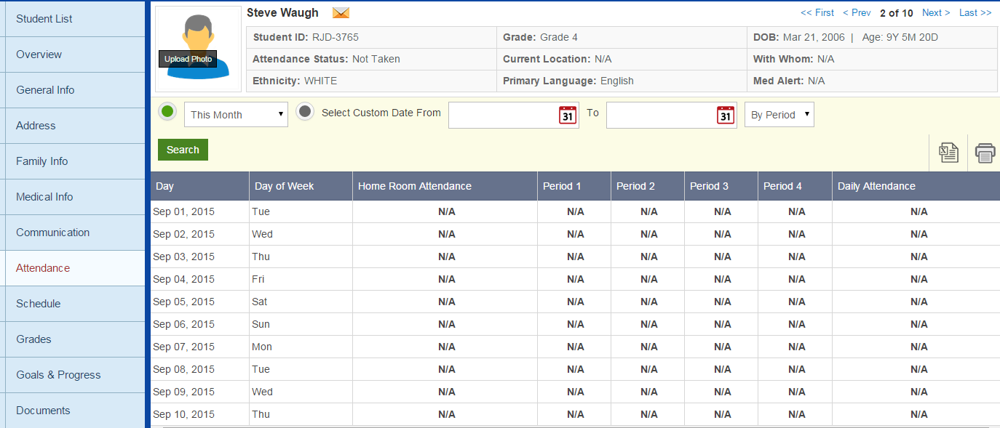 Student List
Overview
General Info
Address
Family Info
Medical Info
Communication
Attendance
Schedule
Grades
Goals & Progress
Documents
Upload Photo
Steve Waugh
<< First < Prev 2 of 10 Next > Last >>
Student ID: RJD-3765 Grade: Grade 4 DOB: Mar 21, 2006 | Age: 9Y 5M 20D
Attendance Status: Not Taken Current Location: N/A With Whom: N/A
Ethnicity: WHITE Primary Language: English Med Alert: N/A
This Month Select Custom Date From 31 To 31 By Period
Search
Day Day of Week Home Room Attendance Period 1 Period 2 Period 3 Period 4 Daily Attendance
Sep 01, 2015 Tue N/A N/A N/A N/A N/A N/A
Sep 02, 2015 Wed N/A N/A N/A N/A N/A N/A
Sep 03, 2015 Thu N/A N/A N/A N/A N/A N/A
Sep 04, 2015 Fri N/A N/A N/A N/A N/A N/A
Sep 05, 2015 Sat N/A N/A N/A N/A N/A N/A
Sep 06, 2015 Sun N/A N/A N/A N/A N/A N/A
Sep 07, 2015 Mon N/A N/A N/A N/A N/A N/A
Sep 08, 2015 Tue N/A N/A N/A N/A N/A N/A
Sep 09, 2015 Wed N/A N/A N/A N/A N/A N/A
Sep 10, 2015 Thu N/A N/A N/A N/A N/A N/A